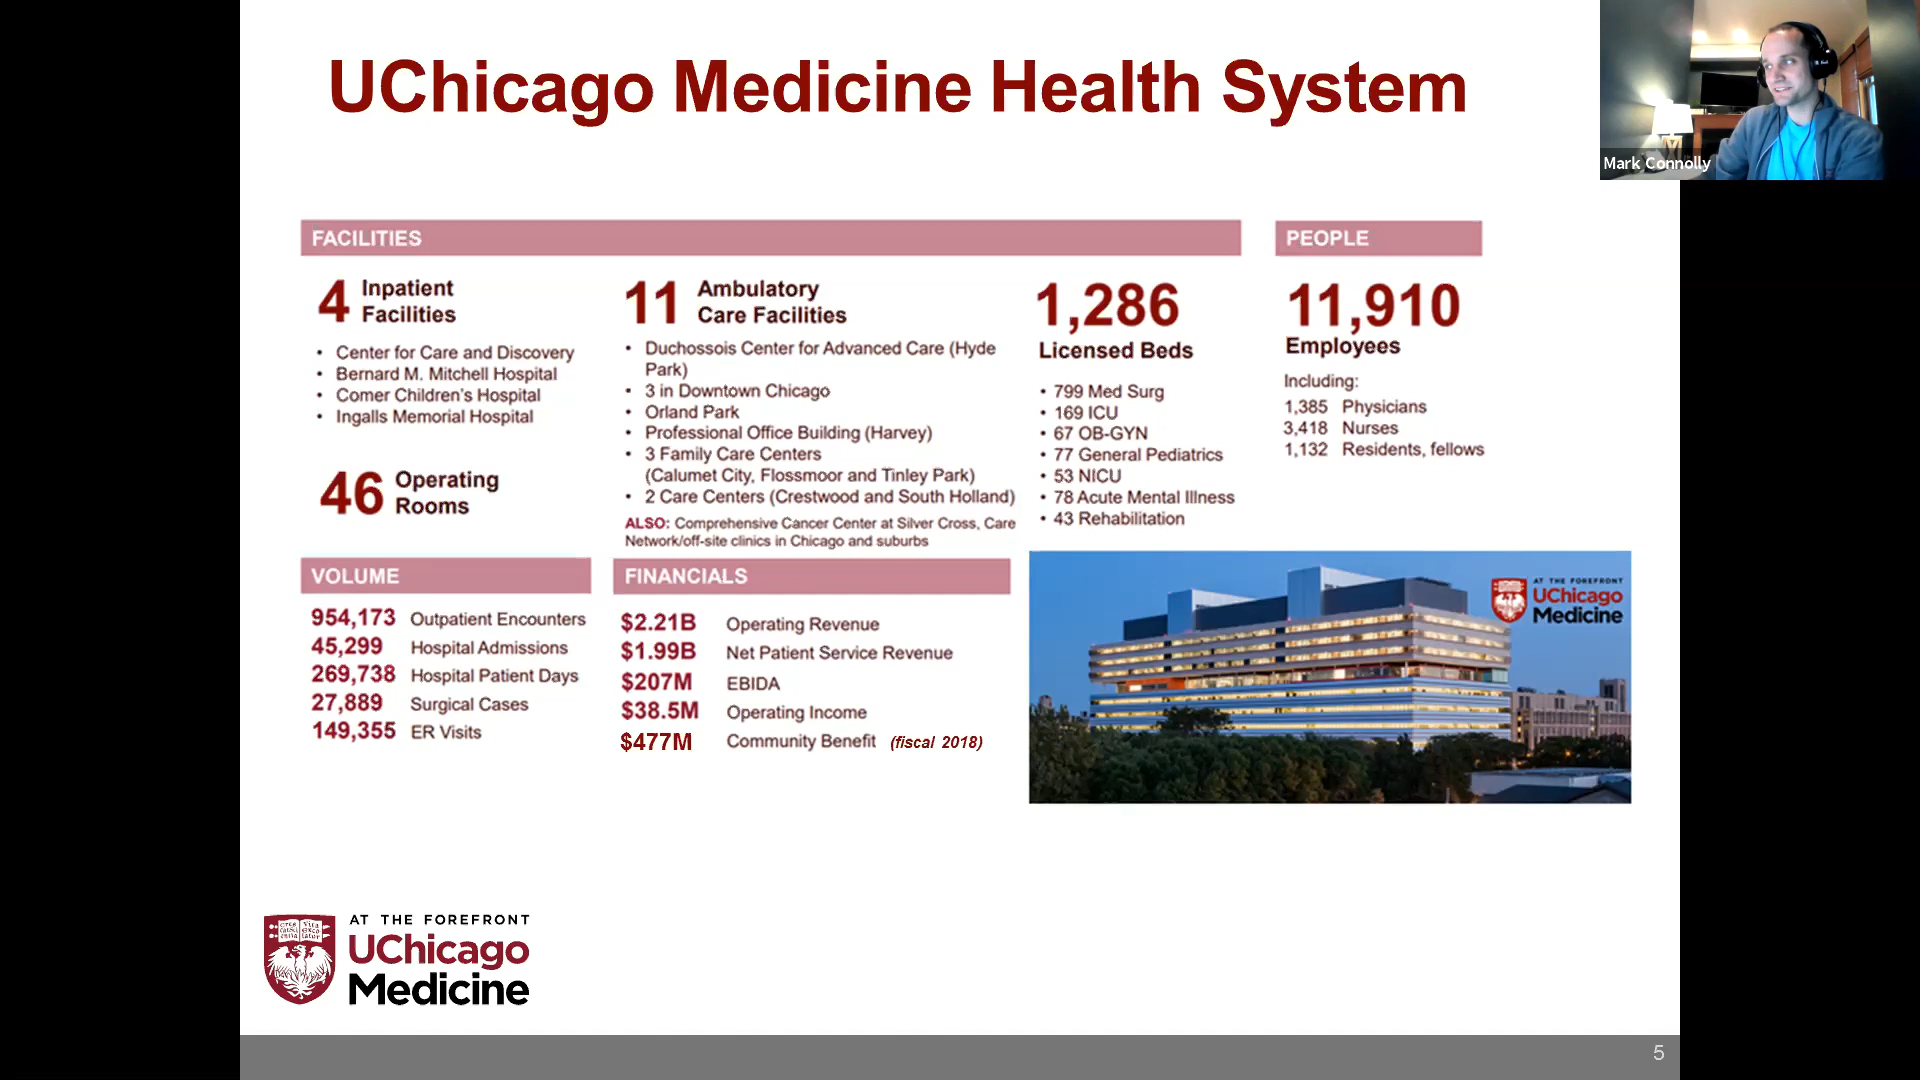 UChicago Medicine Health System
Mark Connolly
FACILITIES
4 Inpatient
Facilities
• Center for Care and Discovery
• Bernard M. Mitchell Hospital
• Comer Children's Hospital
• Ingalls Memorial Hospital
46 Operating
Rooms
11 Ambulatory
Care Facilities
• Duchossois Center for Advanced Care (Hyde
Park)
• 3 in Downtown Chicago
• Orland Park
• Professional Office Building (Harvey)
• 3 Family Care Centers
(Calumet City, Flossmoor and Tinley Park)
• 2 Care Centers (Crestwood and South Holland)
ALSO: Comprehensive Cancer Center at Silver Cross, Care
Network/off-site clinics in Chicago and suburbs
1,286
Licensed Beds
• 799 Med Surg
• 169 ICU
• 67 OB-GYN
• 77 General Pediatrics
• 53 NICU
• 78 Acute Mental Illness
• 43 Rehabilitation
PEOPLE
11,910
Employees
Including:
1,385 Physicians
3,418 Nurses
1,132 Residents, fellows
VOLUME
954,173 Outpatient Encounters
45,299 Hospital Admissions
269,738 Hospital Patient Days
27,889 Surgical Cases
149,355 ER Visits
FINANCIALS
$2.21B Operating Revenue
$1.99B Net Patient Service Revenue
$207M EBIDA
$38.5M Operating Income
$477M Community Benefit (fiscal 2018)
AT THE FOREFRONT
UChicago
Medicine
AT THE FOREFRONT
UChicago
Medicine
5